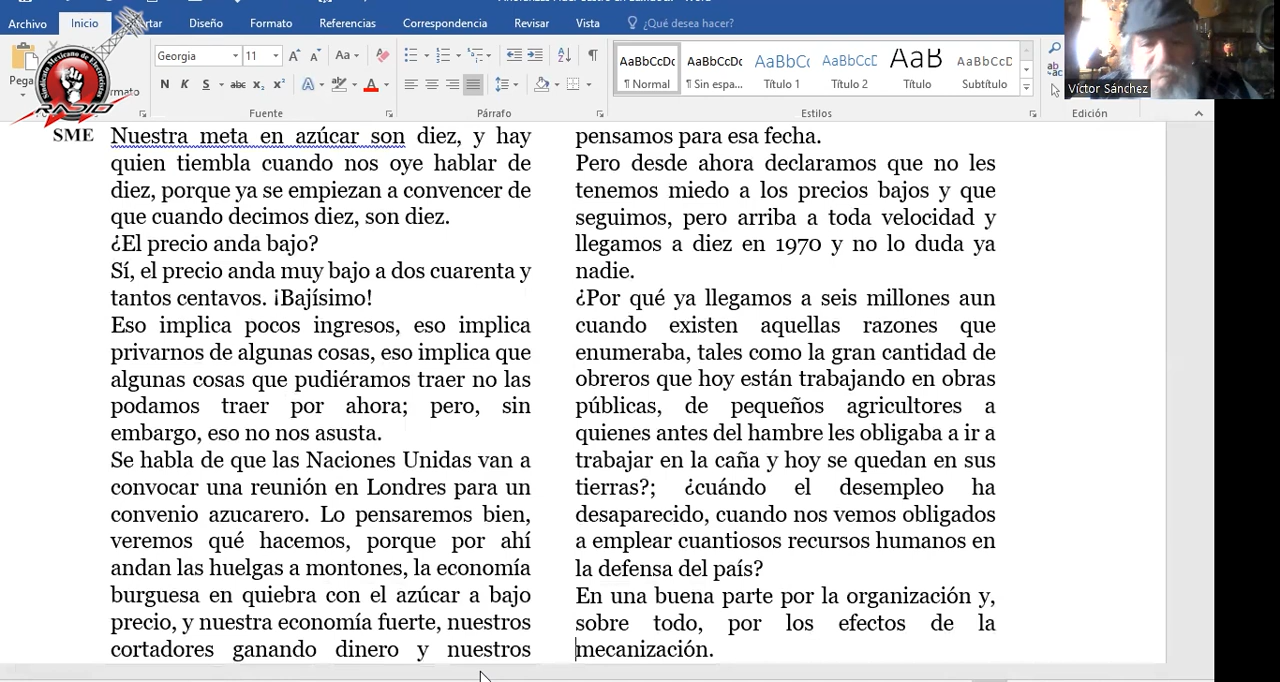 Archivo
Inicio
ertar
Diseño
Formato
Referencias
Correspondencia
Revisar
Vista
¿Qué desea hacer?
Pega
Georgia
11
Aa
N K S abc x₂ x²
A
Fuente
Párrafo
AaBbCcDc
¶ Normal
AaBbCcDc
¶ Sin espa...
AaBbCc
Título 1
AaBbCcC
Título 2
AaB
Título
AaBbCcD
Subtítulo
Estilos
Edición
Sindicato Mexicano de Electricistas
RADIO
SME
Víctor Sánchez
Nuestra meta en azúcar son diez, y hay
quien tiembla cuando nos oye hablar de
diez, porque ya se empiezan a convencer de
que cuando decimos diez, son diez.
¿El precio anda bajo?
Sí, el precio anda muy bajo a dos cuarenta y
tantos centavos. ¡Bajísimo!
Eso implica pocos ingresos, eso implica
privarnos de algunas cosas, eso implica que
algunas cosas que pudiéramos traer no las
podamos traer por ahora; pero, sin
embargo, eso no nos asusta.
Se habla de que las Naciones Unidas van a
convocar una reunión en Londres para un
convenio azucarero. Lo pensaremos bien,
veremos qué hacemos, porque por ahí
andan las huelgas a montones, la economía
burguesa en quiebra con el azúcar a bajo
precio, y nuestra economía fuerte, nuestros
cortadores ganando dinero y nuestros
pensamos para esa fecha.
Pero desde ahora declaramos que no les
tenemos miedo a los precios bajos y que
seguimos, pero arriba a toda velocidad y
llegamos a diez en 1970 y no lo duda ya
nadie.
¿Por qué ya llegamos a seis millones aun
cuando existen aquellas razones que
enumeraba, tales como la gran cantidad de
obreros que hoy están trabajando en obras
públicas, de pequeños agricultores a
quienes antes del hambre les obligaba a ir a
trabajar en la caña y hoy se quedan en sus
tierras?; ¿cuándo el desempleo ha
desaparecido, cuando nos vemos obligados
a emplear cuantiosos recursos humanos en
la defensa del país?
En una buena parte por la organización y,
sobre todo, por los efectos de la
mecanización.